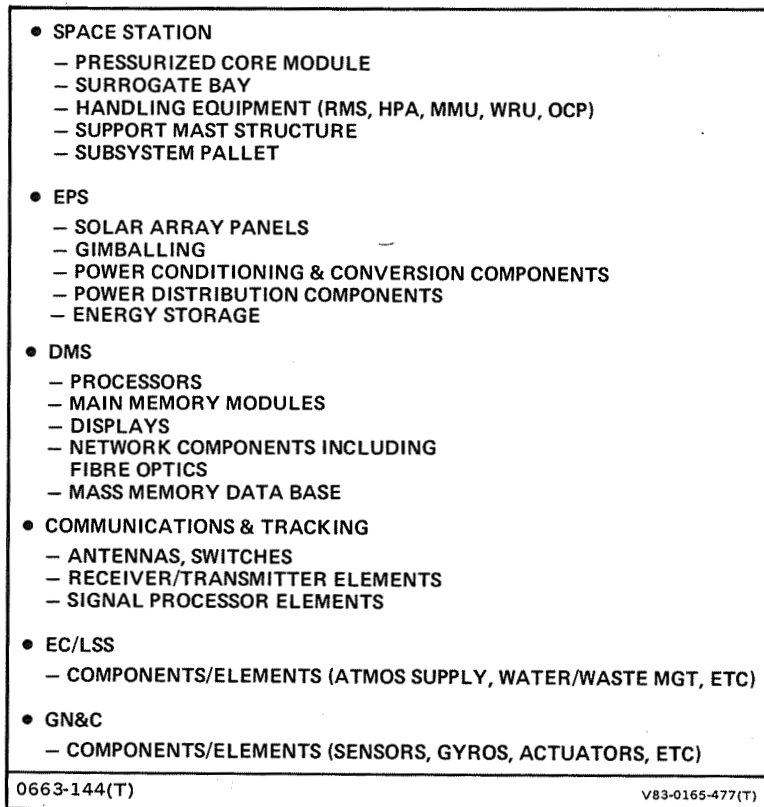 ● SPACE STATION
— PRESSURIZED CORE MODULE
— SURROGATE BAY
— HANDLING EQUIPMENT (RMS, HPA, MMU, WRU, OCP)
— SUPPORT MAST STRUCTURE
— SUBSYSTEM PALLET
● EPS
— SOLAR ARRAY PANELS
— GIMBALLING
— POWER CONDITIONING & CONVERSION COMPONENTS
— POWER DISTRIBUTION COMPONENTS
— ENERGY STORAGE
● DMS
— PROCESSORS
— MAIN MEMORY MODULES
— DISPLAYS
— NETWORK COMPONENTS INCLUDING
FIBRE OPTICS
— MASS MEMORY DATA BASE
● COMMUNICATIONS & TRACKING
— ANTENNAS, SWITCHES
— RECEIVER/TRANSMITTER ELEMENTS
— SIGNAL PROCESSOR ELEMENTS
● EC/LSS
— COMPONENTS/ELEMENTS (ATMOS SUPPLY, WATER/WASTE MGT, ETC)
● GN&C
— COMPONENTS/ELEMENTS (SENSORS, GYROS, ACTUATORS, ETC)
0663-144(T)
V83-0165-477(T)